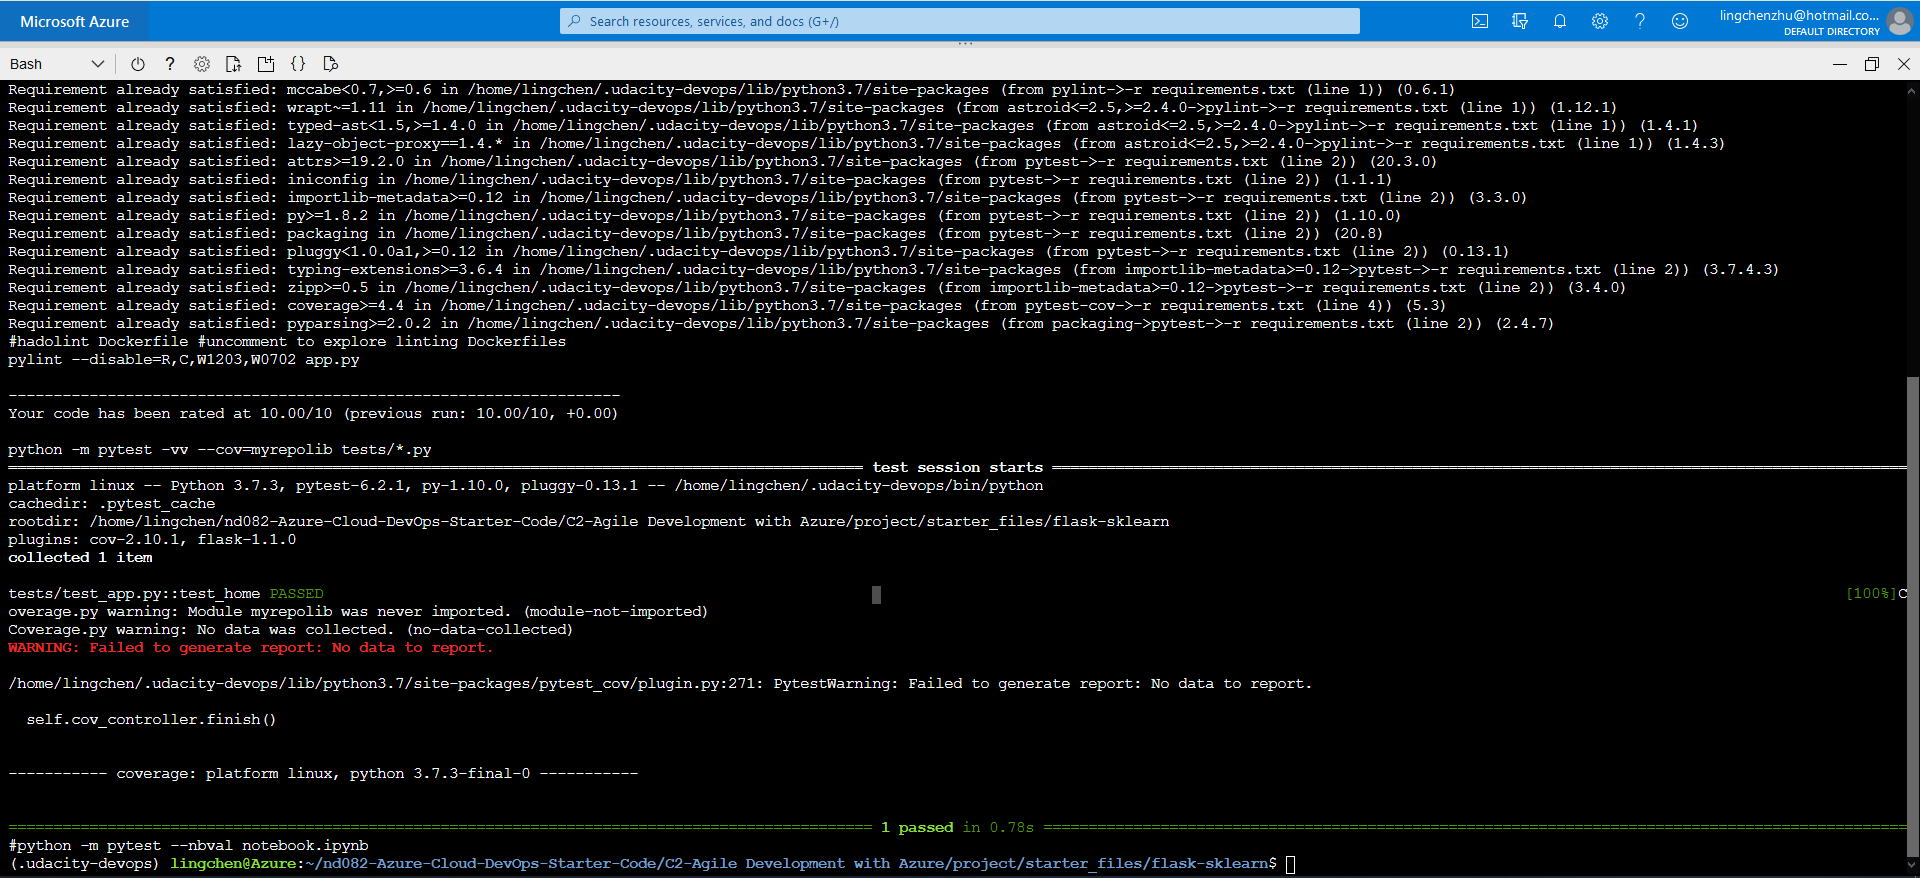 Microsoft Azure
Search resources, services, and docs (G+/)
lingchenzhu@hotmail.co...
DEFAULT DIRECTORY
Bash
Requirement already satisfied: mccabe<0.7,>=0.6 in /home/lingchen/.udacity-devops/lib/python3.7/site-packages (from pylint->-r requirements.txt (line 1)) (0.6.1)
Requirement already satisfied: wrapt~=1.11 in /home/lingchen/.udacity-devops/lib/python3.7/site-packages (from astroid<=2.5,>=2.4.0->pylint->-r requirements.txt (line 1)) (1.12.1)
Requirement already satisfied: typed-ast<1.5,>=1.4.0 in /home/lingchen/.udacity-devops/lib/python3.7/site-packages (from astroid<=2.5,>=2.4.0->pylint->-r requirements.txt (line 1)) (1.4.1)
Requirement already satisfied: lazy-object-proxy==1.4.* in /home/lingchen/.udacity-devops/lib/python3.7/site-packages (from astroid<=2.5,>=2.4.0->pylint->-r requirements.txt (line 1)) (1.4.3)
Requirement already satisfied: attrs>=19.2.0 in /home/lingchen/.udacity-devops/lib/python3.7/site-packages (from pytest->-r requirements.txt (line 2)) (20.3.0)
Requirement already satisfied: iniconfig in /home/lingchen/.udacity-devops/lib/python3.7/site-packages (from pytest->-r requirements.txt (line 2)) (1.1.1)
Requirement already satisfied: importlib-metadata>=0.12 in /home/lingchen/.udacity-devops/lib/python3.7/site-packages (from pytest->-r requirements.txt (line 2)) (3.3.0)
Requirement already satisfied: py>=1.8.2 in /home/lingchen/.udacity-devops/lib/python3.7/site-packages (from pytest->-r requirements.txt (line 2)) (1.10.0)
Requirement already satisfied: packaging in /home/lingchen/.udacity-devops/lib/python3.7/site-packages (from pytest->-r requirements.txt (line 2)) (20.8)
Requirement already satisfied: pluggy<1.0.0a1,>=0.12 in /home/lingchen/.udacity-devops/lib/python3.7/site-packages (from pytest->-r requirements.txt (line 2)) (0.13.1)
Requirement already satisfied: typing-extensions>=3.6.4 in /home/lingchen/.udacity-devops/lib/python3.7/site-packages (from importlib-metadata>=0.12->pytest->-r requirements.txt (line 2)) (3.7.4.3)
Requirement already satisfied: zipp>=0.5 in /home/lingchen/.udacity-devops/lib/python3.7/site-packages (from importlib-metadata>=0.12->pytest->-r requirements.txt (line 2)) (3.4.0)
Requirement already satisfied: coverage>=4.4 in /home/lingchen/.udacity-devops/lib/python3.7/site-packages (from pytest-cov->-r requirements.txt (line 4)) (5.3)
Requirement already satisfied: pyparsing>=2.0.2 in /home/lingchen/.udacity-devops/lib/python3.7/site-packages (from packaging->pytest->-r requirements.txt (line 2)) (2.4.7)
#hadolint Dockerfile #uncomment to explore linting Dockerfiles
pylint --disable=R,C,W1203,W0702 app.py
--------------------------------------------------------------------
Your code has been rated at 10.00/10 (previous run: 10.00/10, +0.00)
python -m pytest -vv --cov=myrepolib tests/*.py
=============================================================================================== test session starts ===============================================================================================
platform linux -- Python 3.7.3, pytest-6.2.1, py-1.10.0, pluggy-0.13.1 -- /home/lingchen/.udacity-devops/bin/python
cachedir: .pytest_cache
rootdir: /home/lingchen/nd082-Azure-Cloud-DevOps-Starter-Code/C2-Agile Development with Azure/project/starter_files/flask-sklearn
plugins: cov-2.10.1, flask-1.1.0
collected 1 item
tests/test_app.py::test_home PASSED [100%]C
overage.py warning: Module myrepolib was never imported. (module-not-imported)
Coverage.py warning: No data was collected. (no-data-collected)
WARNING: Failed to generate report: No data to report.
/home/lingchen/.udacity-devops/lib/python3.7/site-packages/pytest_cov/plugin.py:271: PytestWarning: Failed to generate report: No data to report.
self.cov_controller.finish()
----------- coverage: platform linux, python 3.7.3-final-0 -----------
================================================================================================ 1 passed in 0.78s ================================================================================================
#python -m pytest --nbval notebook.ipynb
(.udacity-devops) lingchen@Azure:~/nd082-Azure-Cloud-DevOps-Starter-Code/C2-Agile Development with Azure/project/starter_files/flask-sklearn$